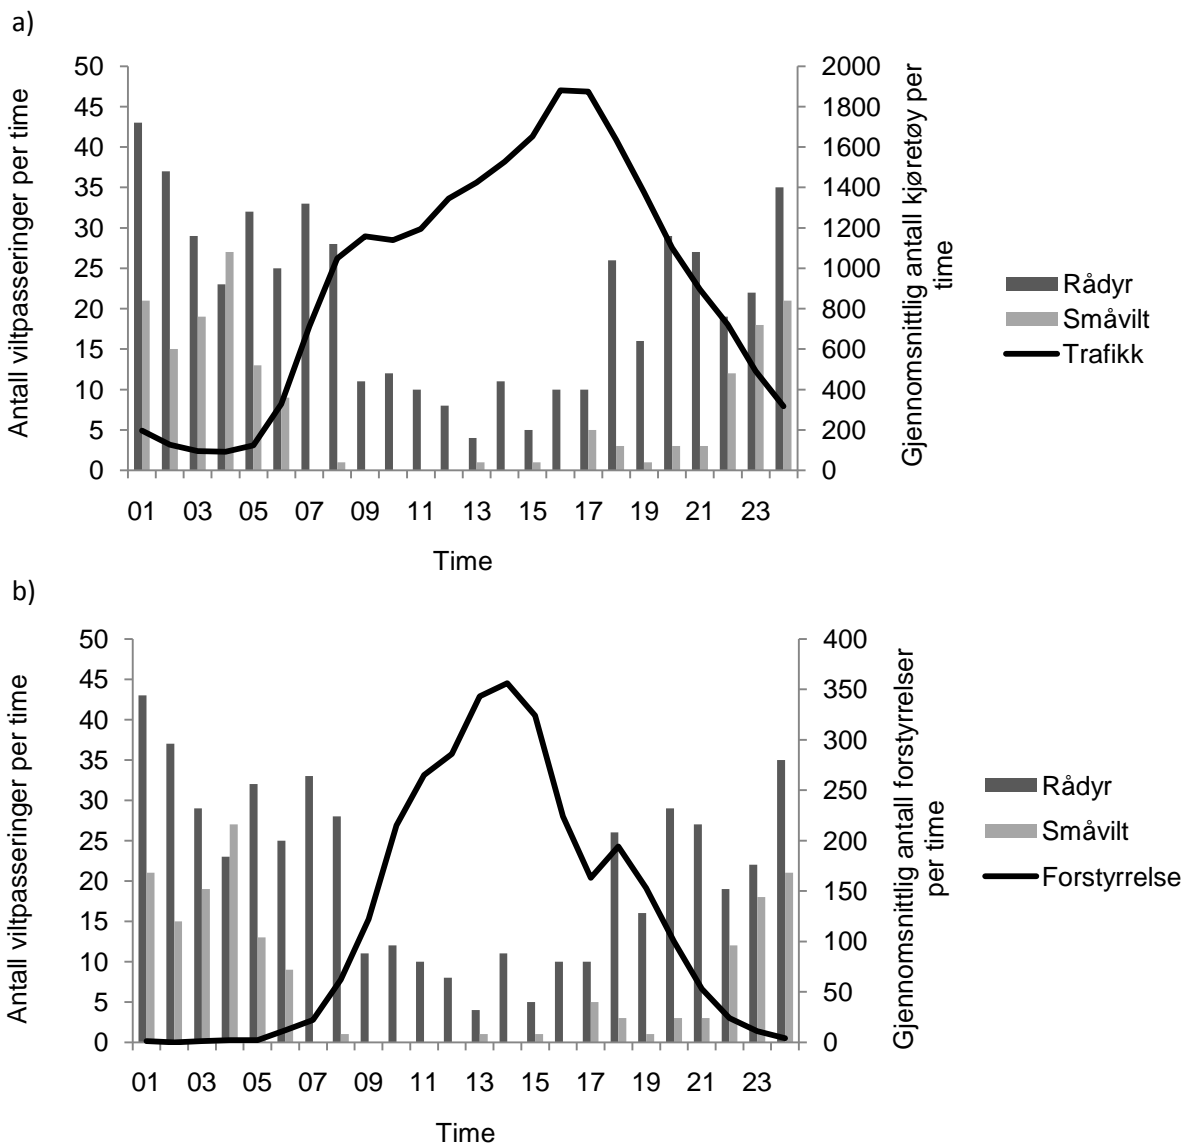 a)
Antall viltpasseringer per time
50
45
40
35
30
25
20
15
10
5
0
2000
1800
1600
1400
1200
1000
800
600
400
200
0
Gjennomsnittlig antall kjøretøy per
time
Rådyr
Småvilt
Trafikk
01 03 05 07 09 11 13 15 17 19 21 23
Time
b)
Antall viltpasseringer per time
50
45
40
35
30
25
20
15
10
5
0
400
350
300
250
200
150
100
50
0
Gjennomsnittlig antall forstyrrelser
per time
Rådyr
Småvilt
Forstyrrelse
01 03 05 07 09 11 13 15 17 19 21 23
Time